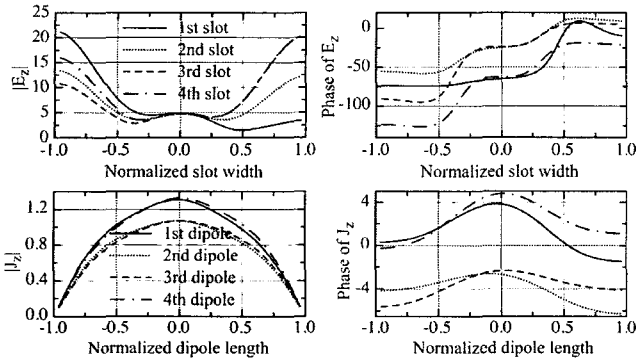 |E_z|
25
20
15
10
5
0
1st slot
2nd slot
3rd slot
4th slot
-1.0 -0.5 0.0 0.5 1.0
Normalized slot width
Phase of E_z
0
-50
-100
-1.0 -0.5 0.0 0.5 1.0
Normalized slot width
|J_z|
1.2
0.8
0.4
0.0
1st dipole
2nd dipole
3rd dipole
4th dipole
-1.0 -0.5 0.0 0.5 1.0
Normalized dipole length
Phase of J_z
4
0
-4
-1.0 -0.5 0.0 0.5 1.0
Normalized dipole length